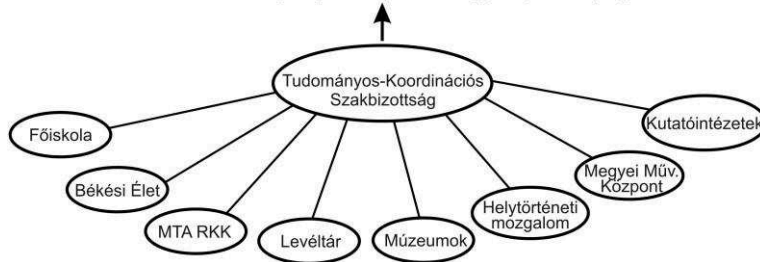 Tudományos-Koordinációs
Szakbizottság
Főiskola
Békési Élet
MTA RKK
Levéltár
Múzeumok
Helytörténeti
mozgalom
Megyei Műv.
Központ
Kutatóintézetek